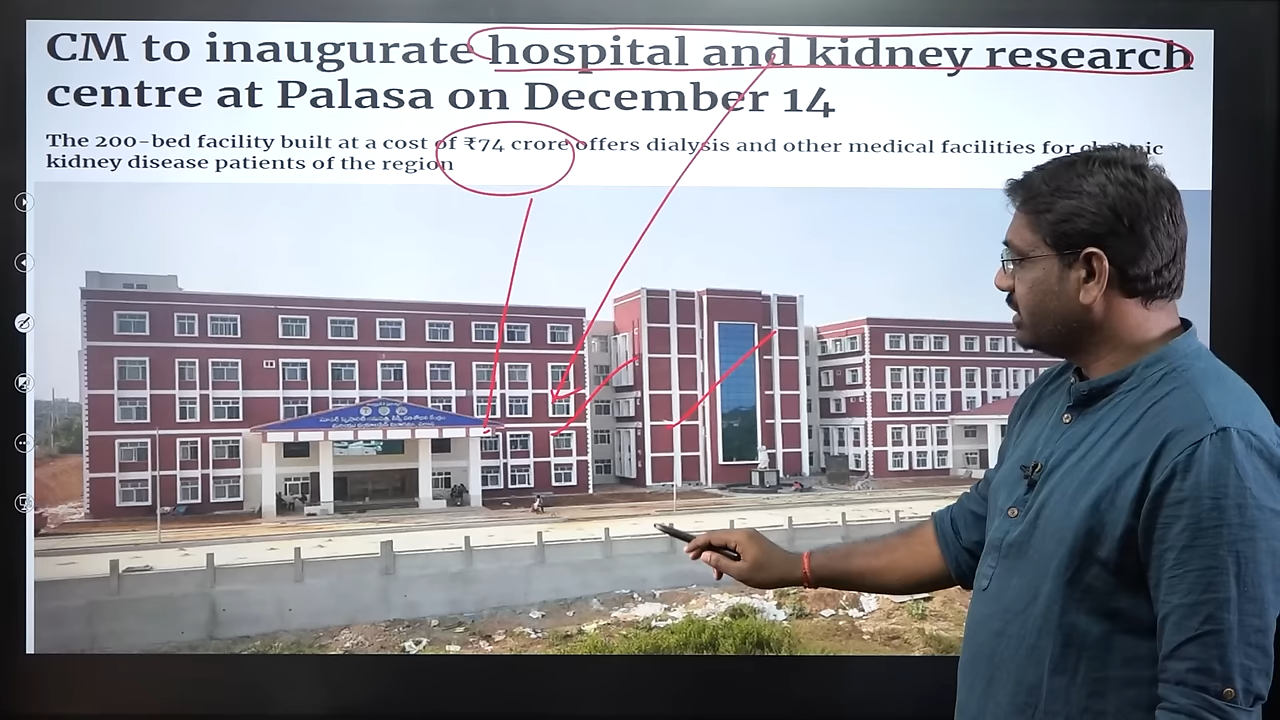 CM to inaugurate hospital and kidney research
centre at Palasa on December 14
The 200-bed facility built at a cost of ₹74 crore offers dialysis and other medical facilities for chronic
kidney disease patients of the region